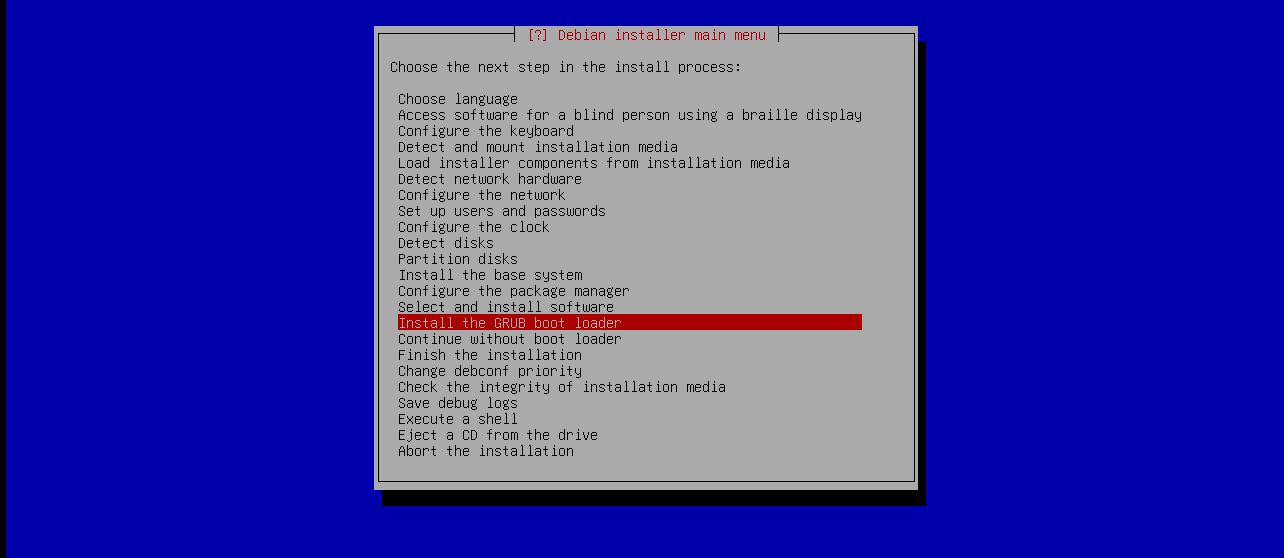 [?] Debian installer main menu
Choose the next step in the install process:
Choose language
Access software for a blind person using a braille display
Configure the keyboard
Detect and mount installation media
Load installer components from installation media
Detect network hardware
Configure the network
Set up users and passwords
Configure the clock
Detect disks
Partition disks
Install the base system
Configure the package manager
Select and install software
Install the GRUB boot loader
Continue without boot loader
Finish the installation
Change debconf priority
Check the integrity of installation media
Save debug logs
Execute a shell
Eject a CD from the drive
Abort the installation